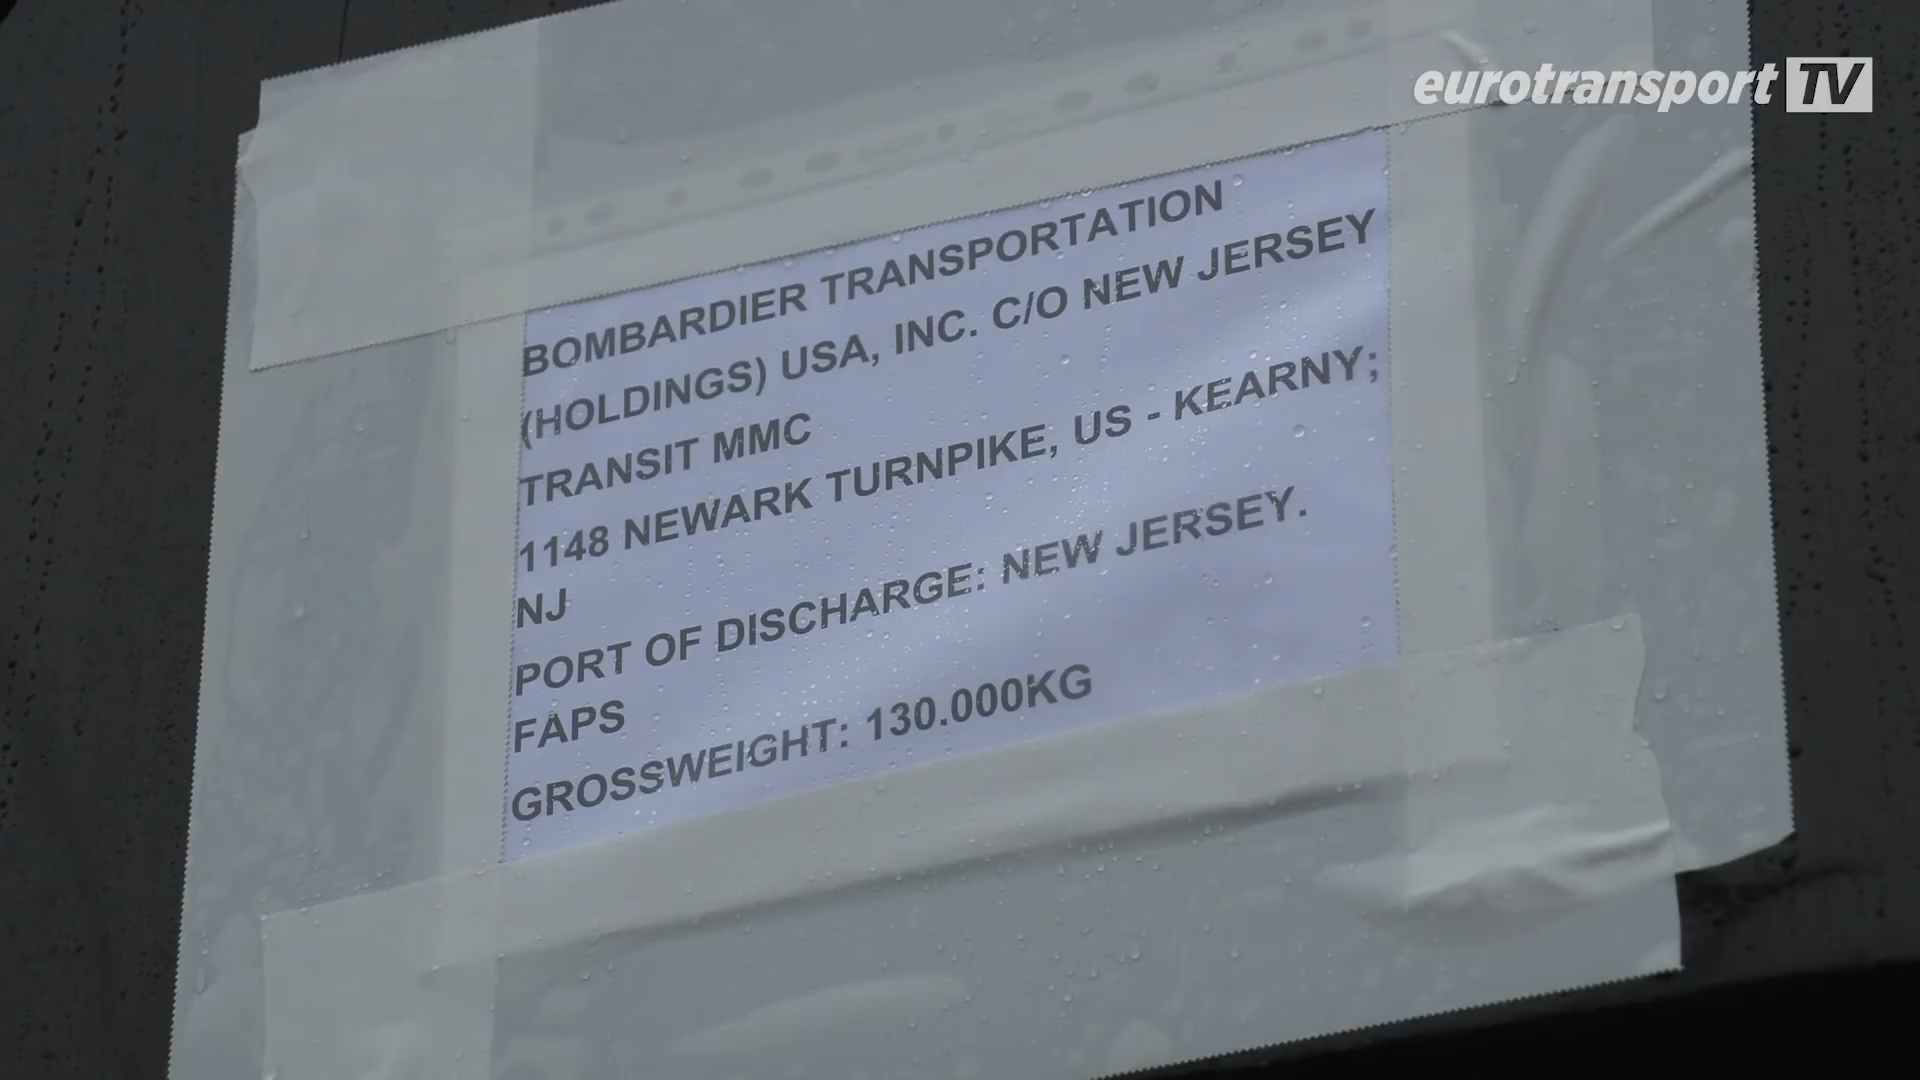 eurotransport TV
BOMBARDIER TRANSPORTATION
(HOLDINGS) USA, INC. C/O NEW JERSEY
TRANSIT MMC
1148 NEWARK TURNPIKE, US - KEARNY;
NJ
PORT OF DISCHARGE: NEW JERSEY.
FAPS
GROSSWEIGHT: 130.000KG